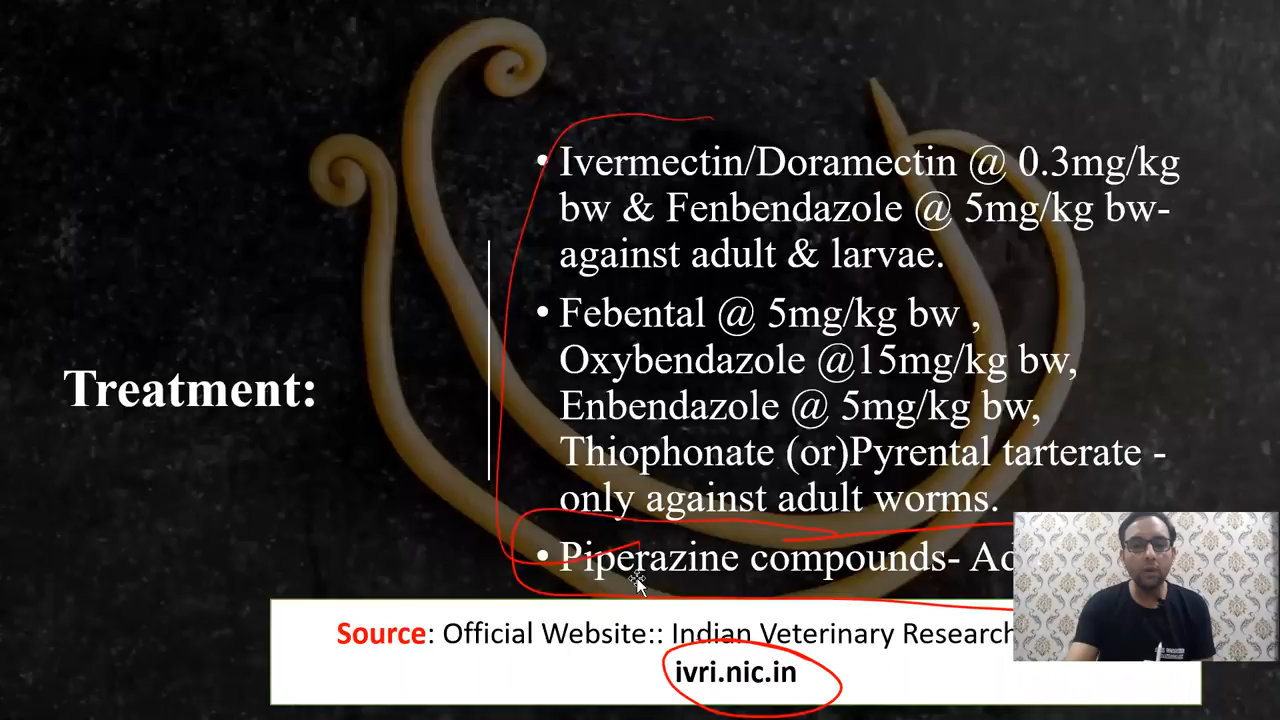 Treatment:
• Ivermectin/Doramectin @ 0.3mg/kg
bw & Fenbendazole @ 5mg/kg bw-
against adult & larvae.
• Febental @ 5mg/kg bw ,
Oxybendazole @15mg/kg bw,
Enbendazole @ 5mg/kg bw,
Thiophonate (or)Pyrental tarterate -
only against adult worms.
• Piperazine compounds- Ad
Source: Official Website:: Indian Veterinary Research
ivri.nic.in